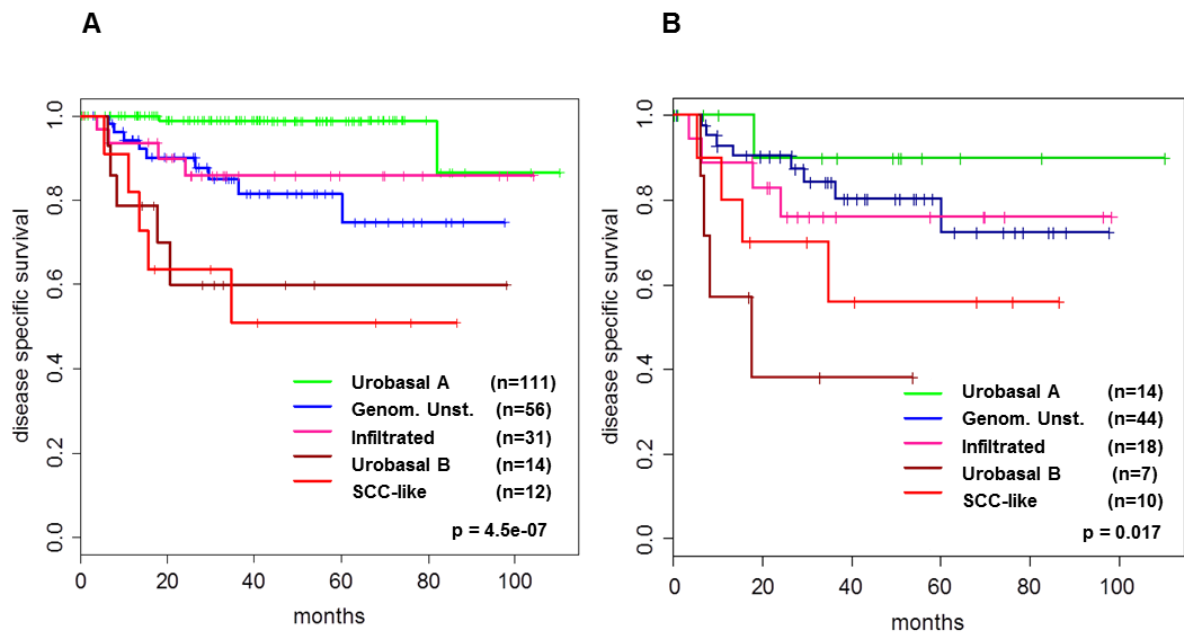 A
disease specific survival
1.0
0.8
0.6
0.4
0.2
0.0
Urobasal A (n=111)
Genom. Unst. (n=56)
Infiltrated (n=31)
Urobasal B (n=14)
SCC-like (n=12)
p = 4.5e-07
0 20 40 60 80 100
months
B
disease specific survival
1.0
0.8
0.6
0.4
0.2
0.0
Urobasal A (n=14)
Genom. Unst. (n=44)
Infiltrated (n=18)
Urobasal B (n=7)
SCC-like (n=10)
p = 0.017
0 20 40 60 80 100
months